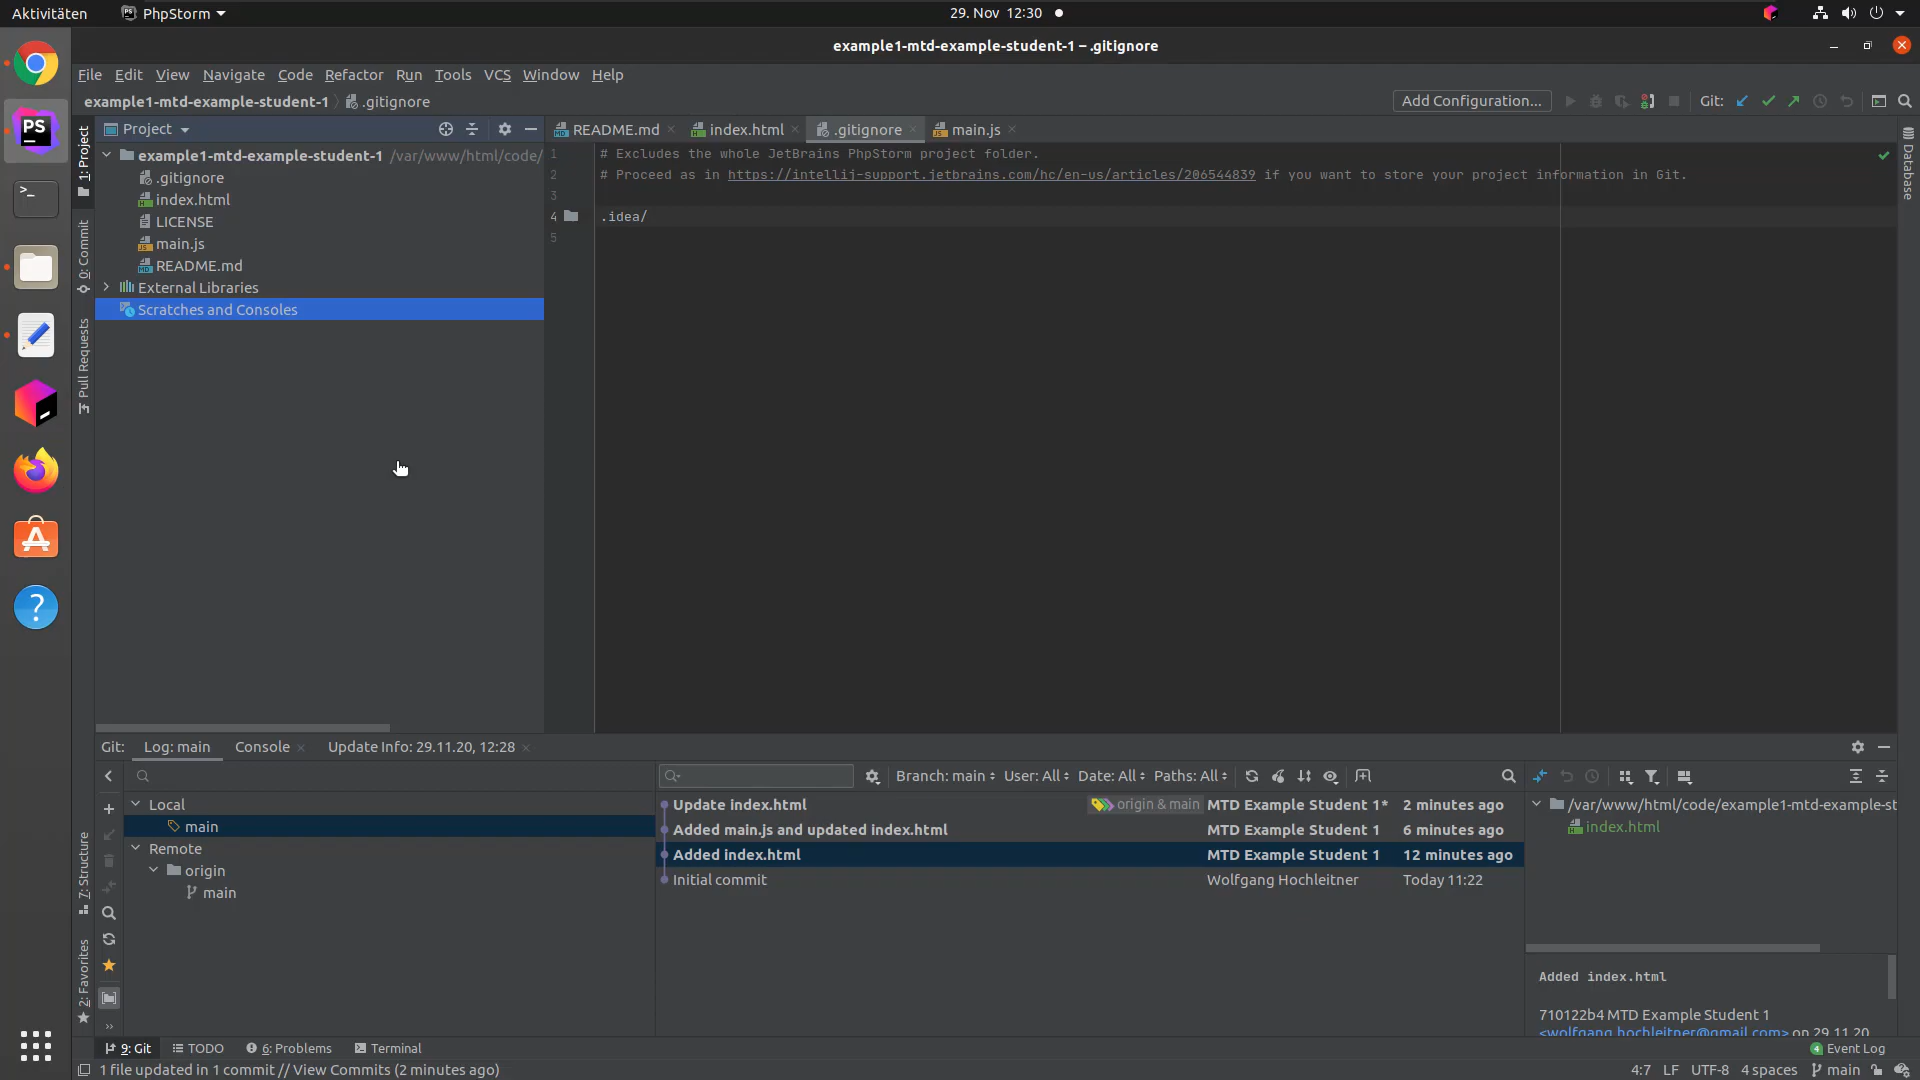 Aktivitäten
PhpStorm
29. Nov 12:30
example1-mtd-example-student-1 – .gitignore
File Edit View Navigate Code Refactor Run Tools VCS Window Help
example1-mtd-example-student-1 .gitignore
Add Configuration... Git:
Project
README.md index.html .gitignore main.js
1: Project
0: Commit
Pull Requests
7: Structure
2: Favorites
Database
example1-mtd-example-student-1 /var/www/html/code/
.gitignore
index.html
LICENSE
main.js
README.md
External Libraries
Scratches and Consoles
1 # Excludes the whole JetBrains PhpStorm project folder.
2 # Proceed as in https://intellij-support.jetbrains.com/hc/en-us/articles/206544839 if you want to store your project information in Git.
3
4 .idea/
5
Git: Log: main Console Update Info: 29.11.20, 12:28
Branch: main User: All Date: All Paths: All
Local
main
Remote
origin
main
Update index.html origin & main MTD Example Student 1* 2 minutes ago
Added main.js and updated index.html MTD Example Student 1 6 minutes ago
Added index.html MTD Example Student 1 12 minutes ago
Initial commit Wolfgang Hochleitner Today 11:22
/var/www/html/code/example1-mtd-example-st
index.html
Added index.html
710122b4 MTD Example Student 1
<wolfgang.hochleitner@gmail.com> on 29.11.20
9: Git TODO 6: Problems Terminal
4 Event Log
1 file updated in 1 commit // View Commits (2 minutes ago)
4:7 LF UTF-8 4 spaces main